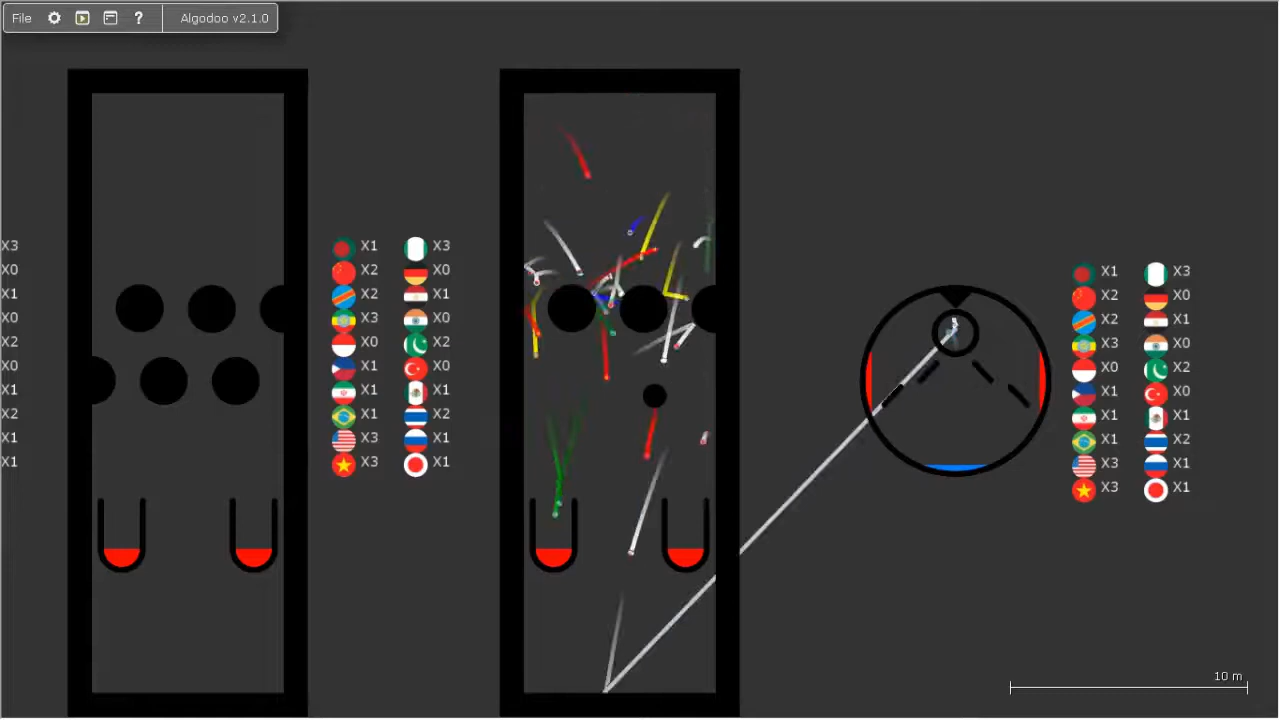 File ? Algodoo v2.1.0
X3
X0
X1
X0
X2
X0
X1
X2
X1
X1
X1 X3
X2 X0
X2 X1
X3 X0
X0 X2
X1 X0
X1 X1
X1 X2
X3 X1
X3 X1
X1 X3
X2 X0
X2 X1
X3 X0
X0 X2
X1 X0
X1 X1
X1 X2
X3 X1
X3 X1
10 m